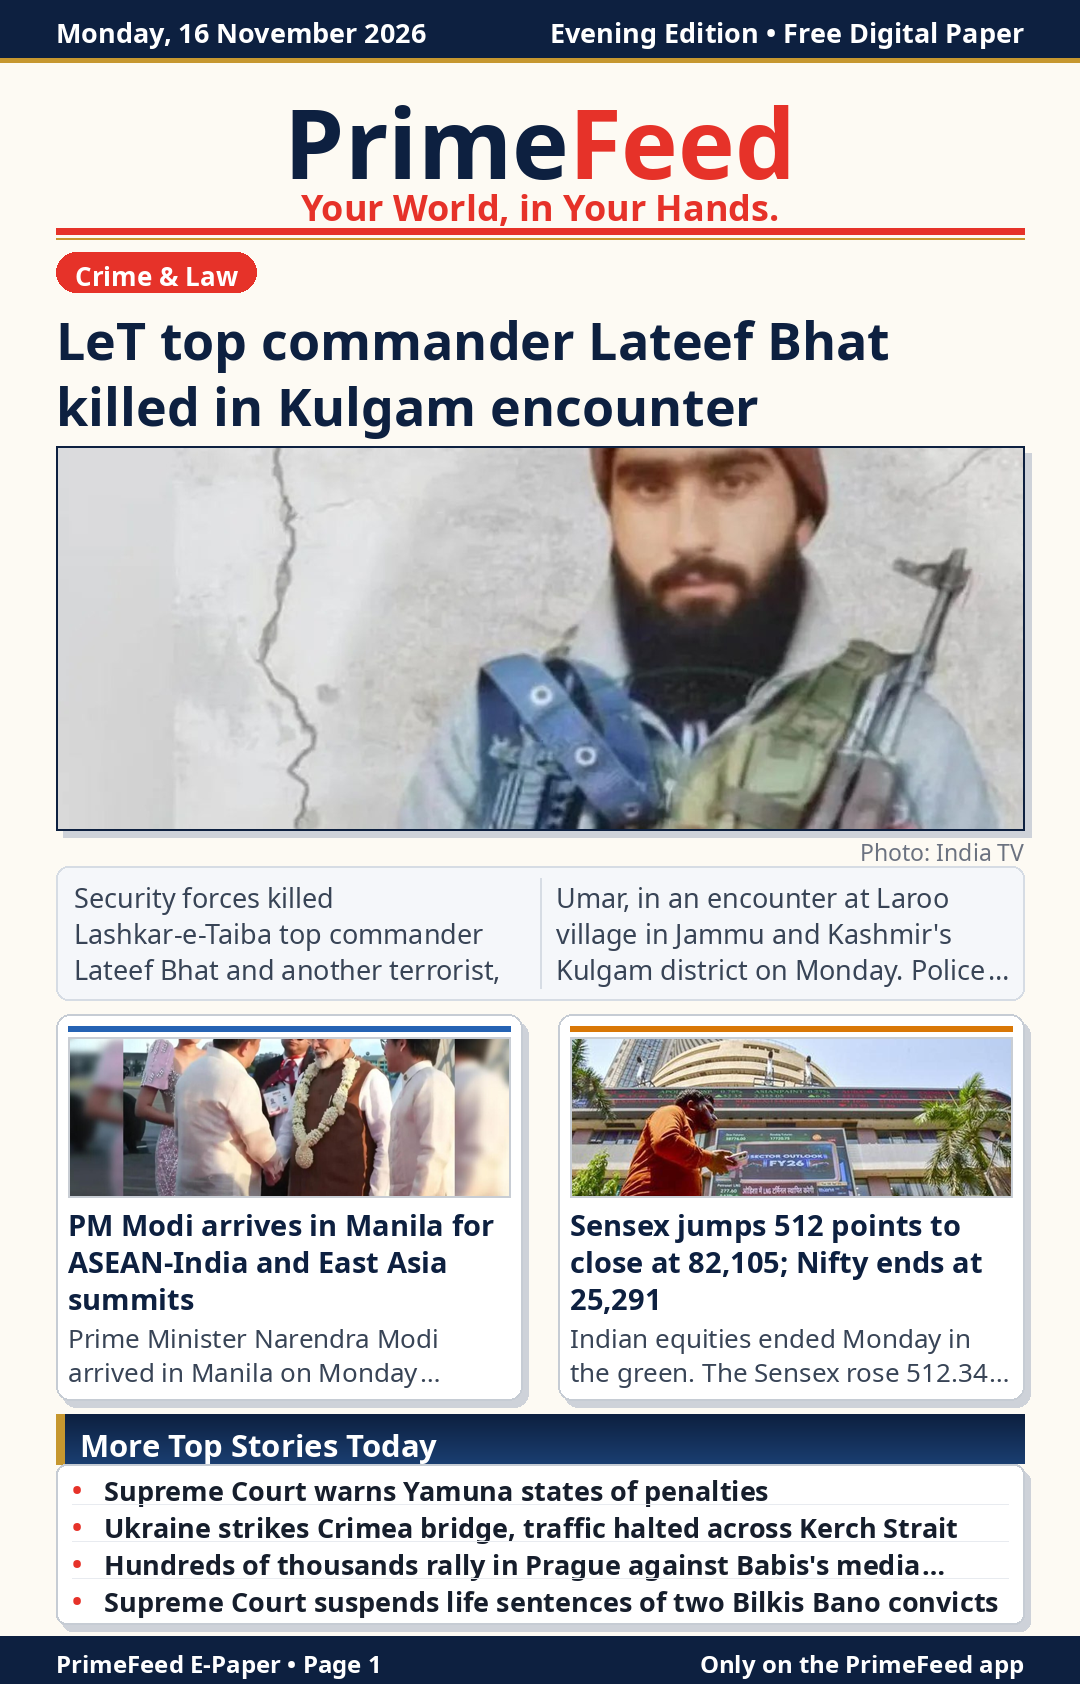 Monday, 16 November 2026
Evening Edition • Free Digital Paper
PrimeFeed
Your World, in Your Hands.
Crime & Law
LeT top commander Lateef Bhat
killed in Kulgam encounter
Photo: India TV
Security forces killed
Lashkar-e-Taiba top commander
Lateef Bhat and another terrorist,
Umar, in an encounter at Laroo
village in Jammu and Kashmir's
Kulgam district on Monday. Police...
PM Modi arrives in Manila for
ASEAN-India and East Asia
summits
Prime Minister Narendra Modi
arrived in Manila on Monday...
SECTOR OUTLOOK
FY26
Sensex jumps 512 points to
close at 82,105; Nifty ends at
25,291
Indian equities ended Monday in
the green. The Sensex rose 512.34...
More Top Stories Today
• Supreme Court warns Yamuna states of penalties
• Ukraine strikes Crimea bridge, traffic halted across Kerch Strait
• Hundreds of thousands rally in Prague against Babis's media...
• Supreme Court suspends life sentences of two Bilkis Bano convicts
PrimeFeed E-Paper • Page 1
Only on the PrimeFeed app